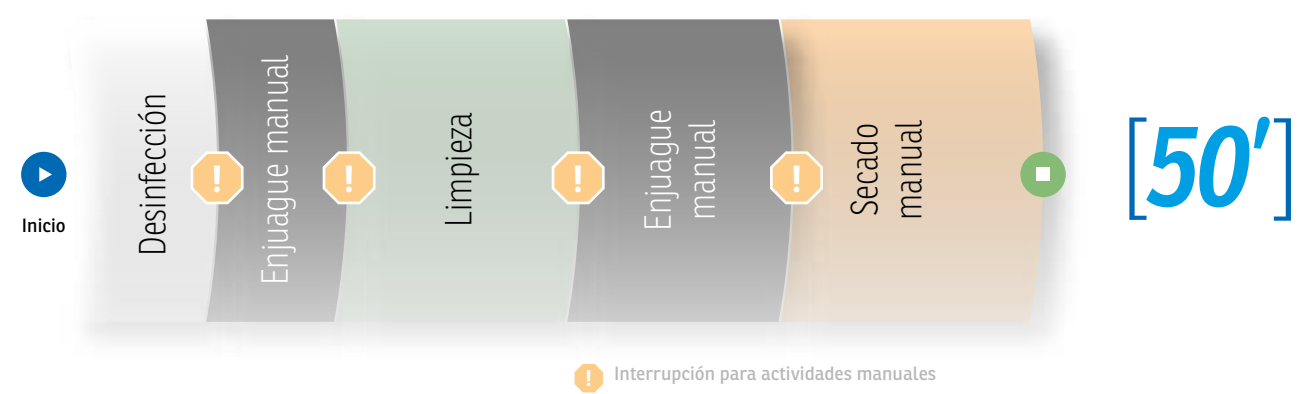 Inicio
Desinfección
Enjuague manual
Limpieza
Enjuague
manual
Secado
manual
[50']
! Interrupción para actividades manuales